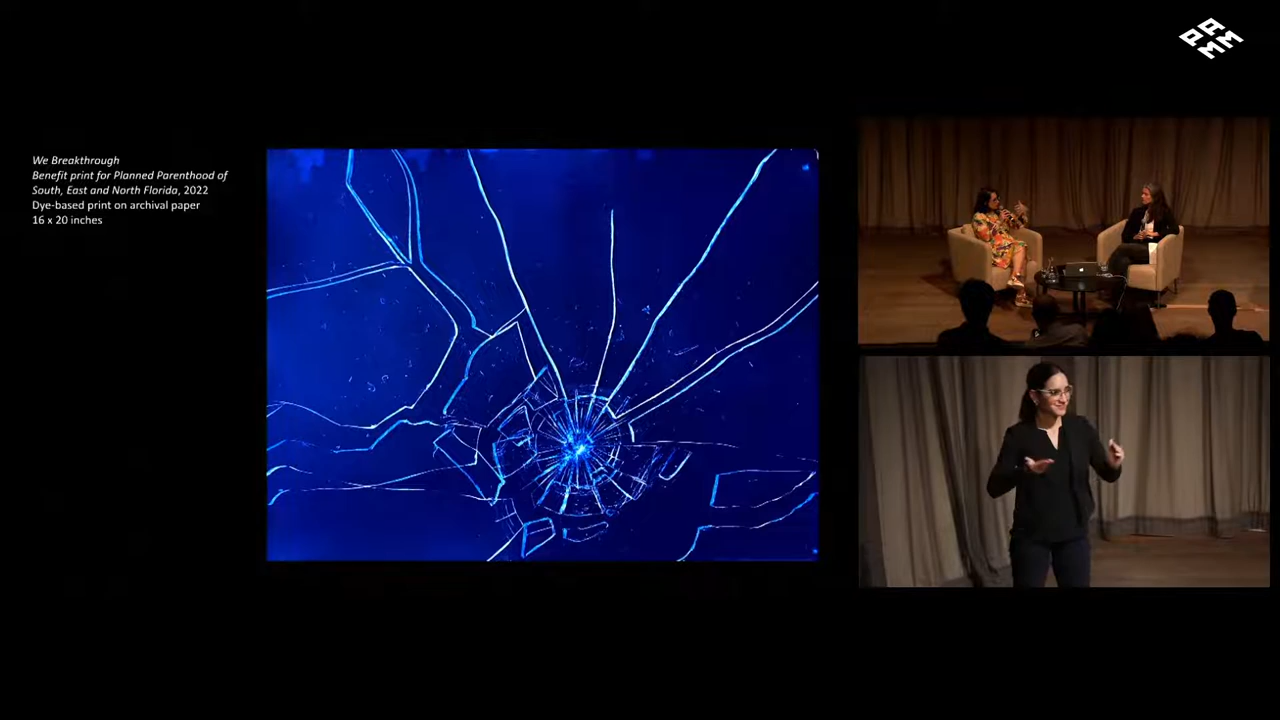 PAMM
We Breakthrough
Benefit print for Planned Parenthood of
South, East and North Florida, 2022
Dye-based print on archival paper
16 x 20 inches